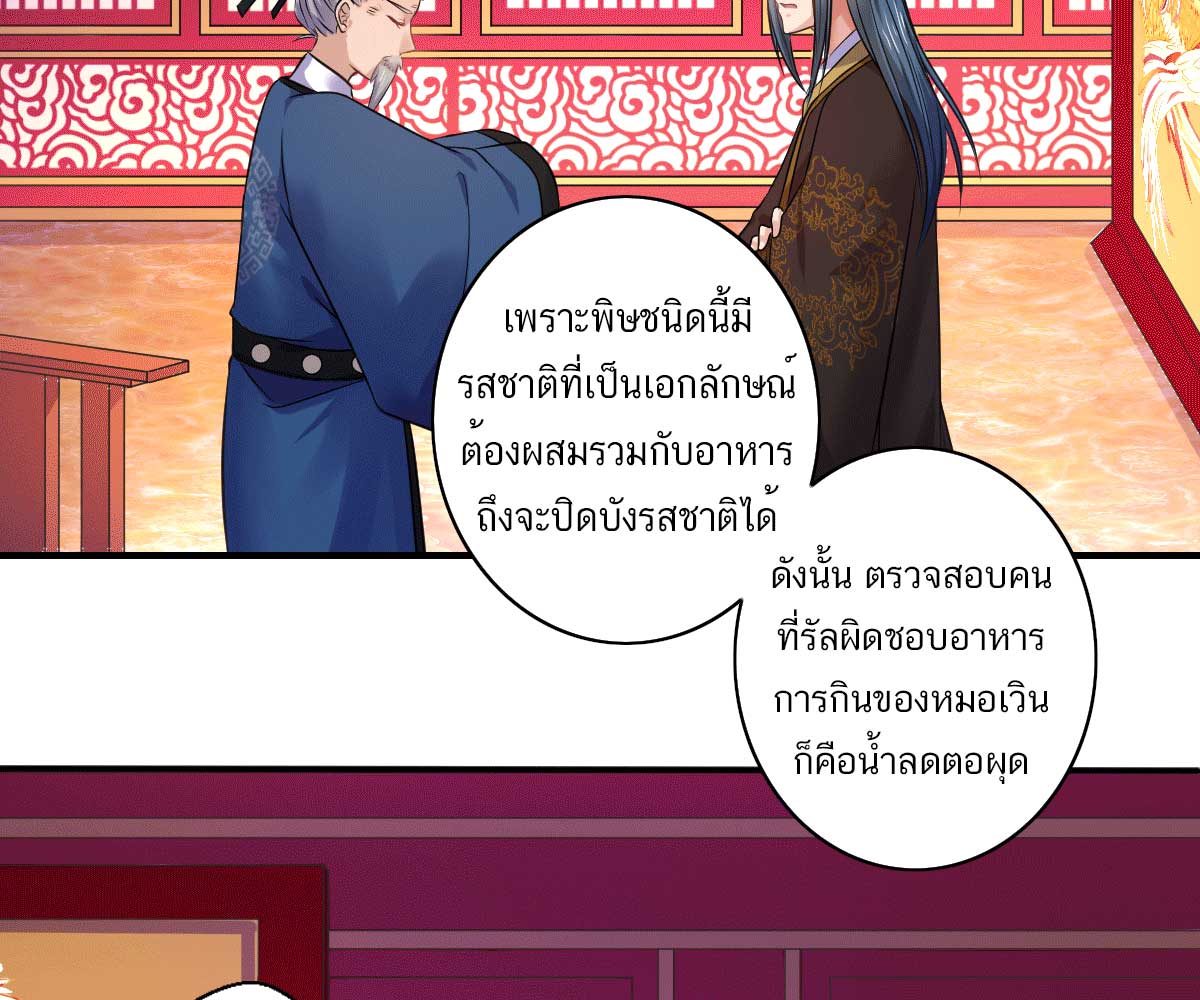 เพราะพิษชนิดนี้มี
รสชาติที่เป็นเอกลักษณ์
ต้องผสมรวมกับอาหาร
ถึงจะปิดบังรสชาติได้
ดังนั้น ตรวจสอบคน
ที่รัลผิดชอบอาหาร
การกินของหมอเวิน
ก็คือน้ำลดตอผุด